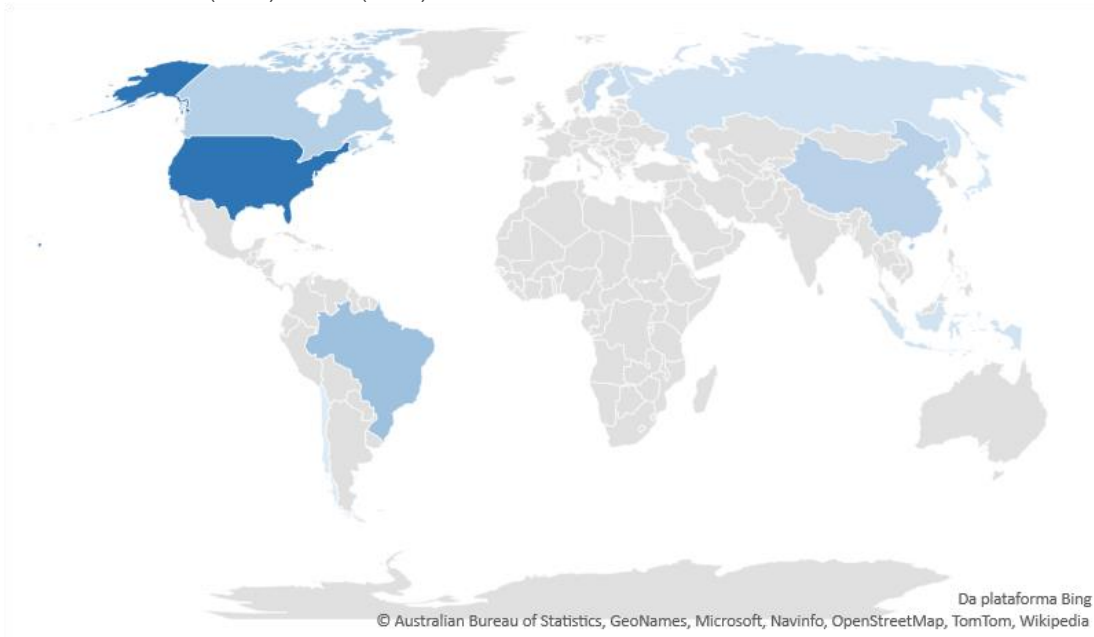 Da plataforma Bing
© Australian Bureau of Statistics, GeoNames, Microsoft, Navinfo, OpenStreetMap, TomTom, Wikipedia